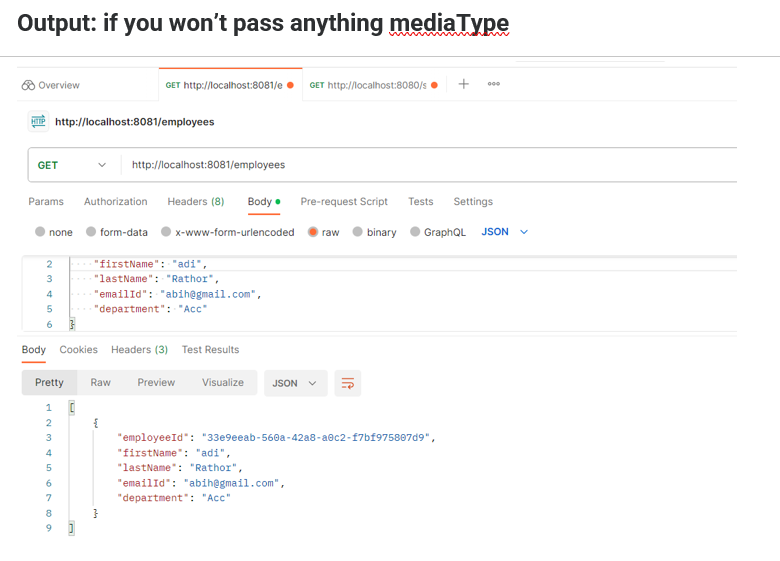 Output: if you won't pass anything mediaType
Overview GET http://localhost:8081/e GET http://localhost:8080/s + ooo
HTTP http://localhost:8081/employees
GET http://localhost:8081/employees
Params Authorization Headers (8) Body Pre-request Script Tests Settings
none form-data x-www-form-urlencoded raw binary GraphQL JSON
2 "firstName": "adi",
3 "lastName": "Rathor",
4 "emailId": "abih@gmail.com",
5 "department": "Acc"
6 }
Body Cookies Headers (3) Test Results
Pretty Raw Preview Visualize JSON
1 [
2 {
3 "employeeId": "33e9eeab-560a-42a8-a0c2-f7bf975807d9",
4 "firstName": "adi",
5 "lastName": "Rathor",
6 "emailId": "abih@gmail.com",
7 "department": "Acc"
8 }
9 ]